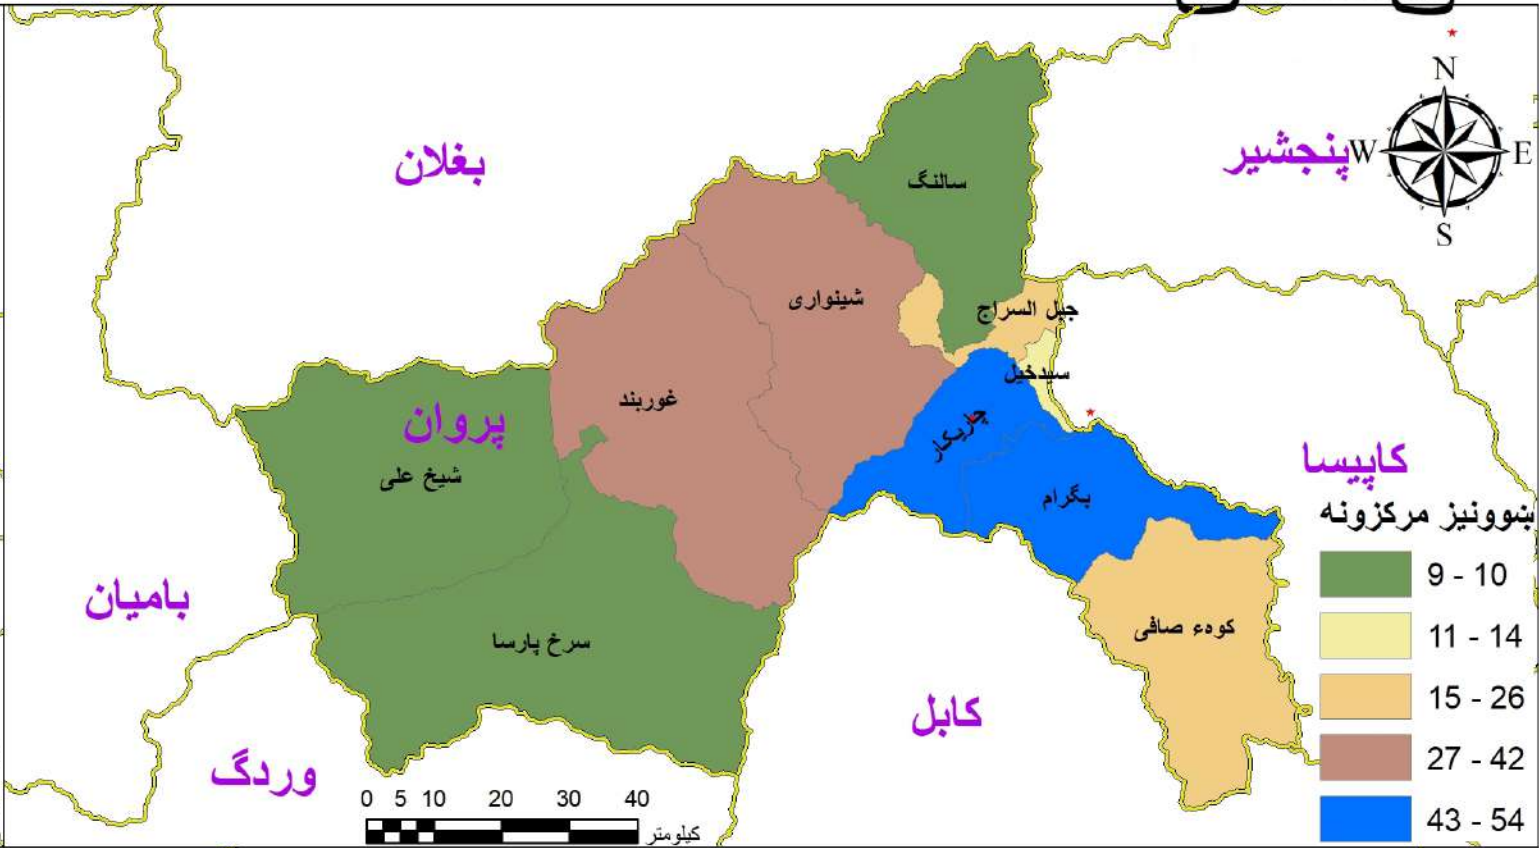 N
W
E
S
بغلان
پنجشیر
سالنگ
شینواری
جبل السراج
غوربند
سیدخیل
چاریکار
پروان
شیخ علی
بگرام
کاپیسا
ښوونیز مرکزونه
9 - 10
11 - 14
15 - 26
27 - 42
43 - 54
بامیان
سرخ پارسا
کوهء صافی
کابل
وردگ
0 5 10 20 30 40
کیلومتر